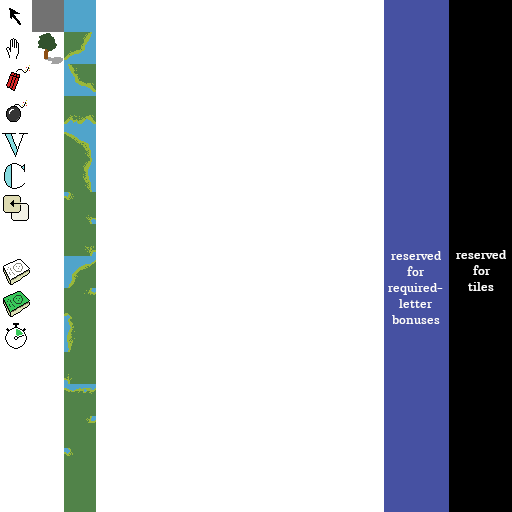 V
C
reserved
for
required-
letter
bonuses
reserved
for
tiles